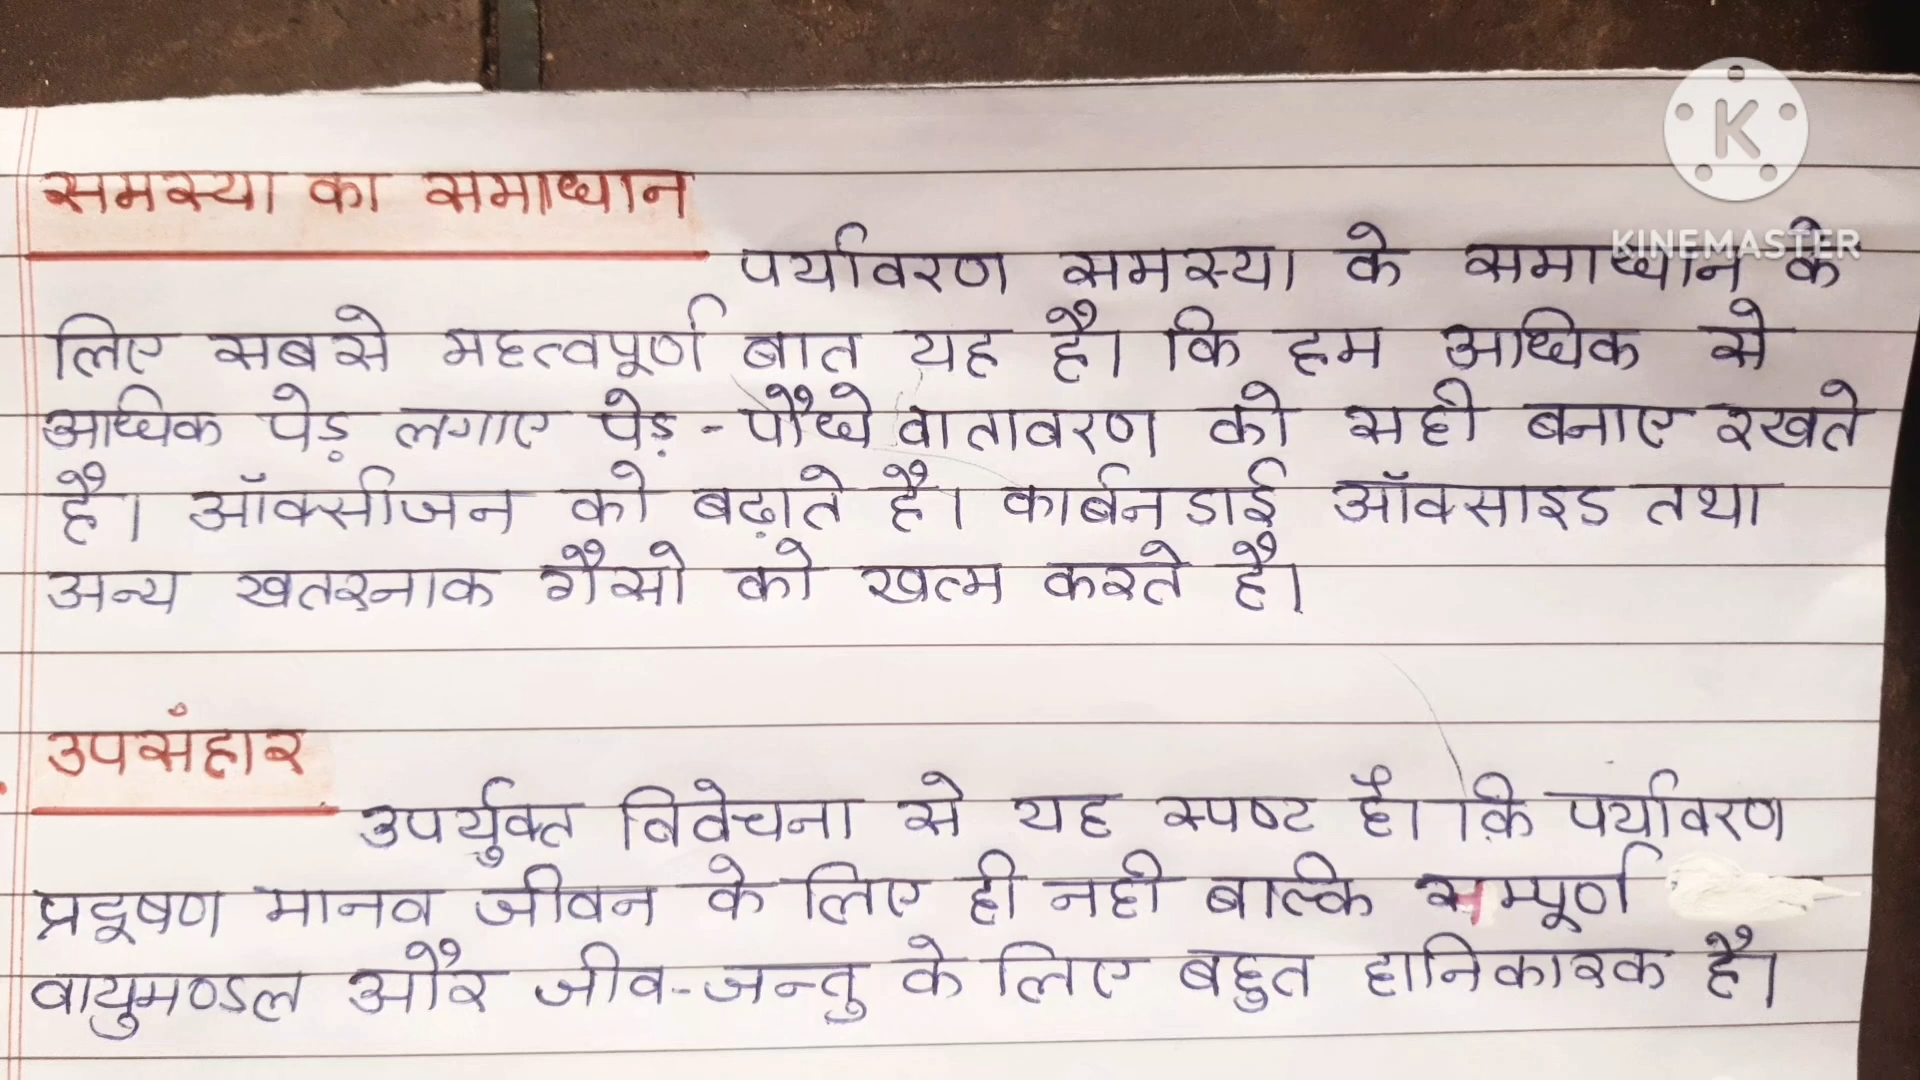 समस्या का समाधान
KINEMASTER
पर्यावरण समस्या के समाधान के
लिए सबसे महत्वपूर्ण बात यह है। कि हम अधिक से
अधिक पेड़ लगाए पेड़-पौधे वातावरण को सही बनाए रखते
है। ऑक्सीजन को बढ़ाते है। कार्बन डाई ऑक्साइड तथा
अन्य खतरनाक गैसो को खत्म करते है।
उपसंहार
उपर्युक्त विवेचना से यह स्पष्ट है। कि पर्यावरण
प्रदूषण मानव जीवन के लिए ही नही बल्कि सम्पूर्ण
वायुमण्डल और जीव-जन्तु के लिए बहुत हानिकारक है।